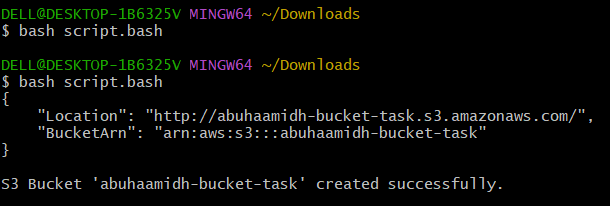 DELL@DESKTOP-1B6325V MINGW64 ~/Downloads
$ bash script.bash
DELL@DESKTOP-1B6325V MINGW64 ~/Downloads
$ bash script.bash
{
    "Location": "http://abuhaamidh-bucket-task.s3.amazonaws.com/",
    "BucketArn": "arn:aws:s3:::abuhaamidh-bucket-task"
}
S3 Bucket 'abuhaamidh-bucket-task' created successfully.